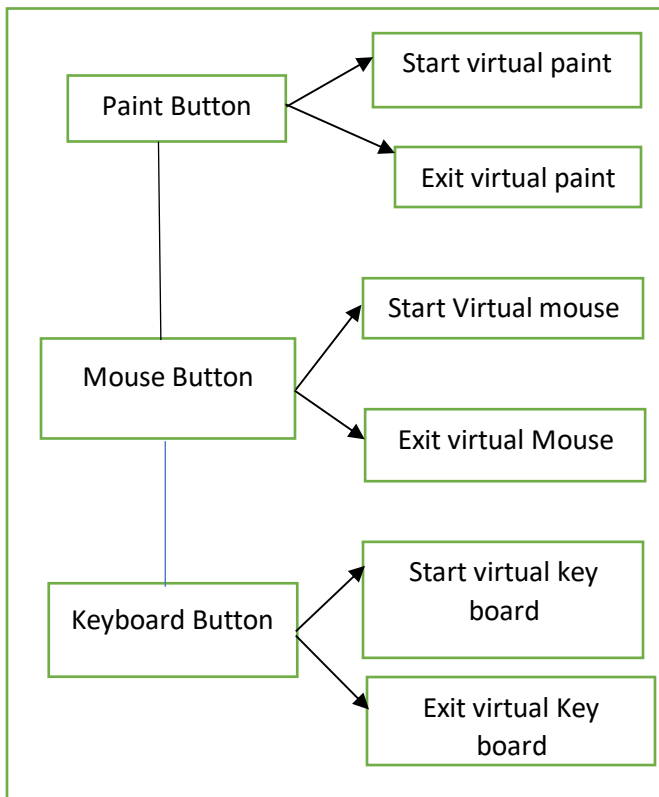 Start virtual paint
Paint Button
Exit virtual paint
Start Virtual mouse
Mouse Button
Exit virtual Mouse
Start virtual key
board
Keyboard Button
Exit virtual Key
board